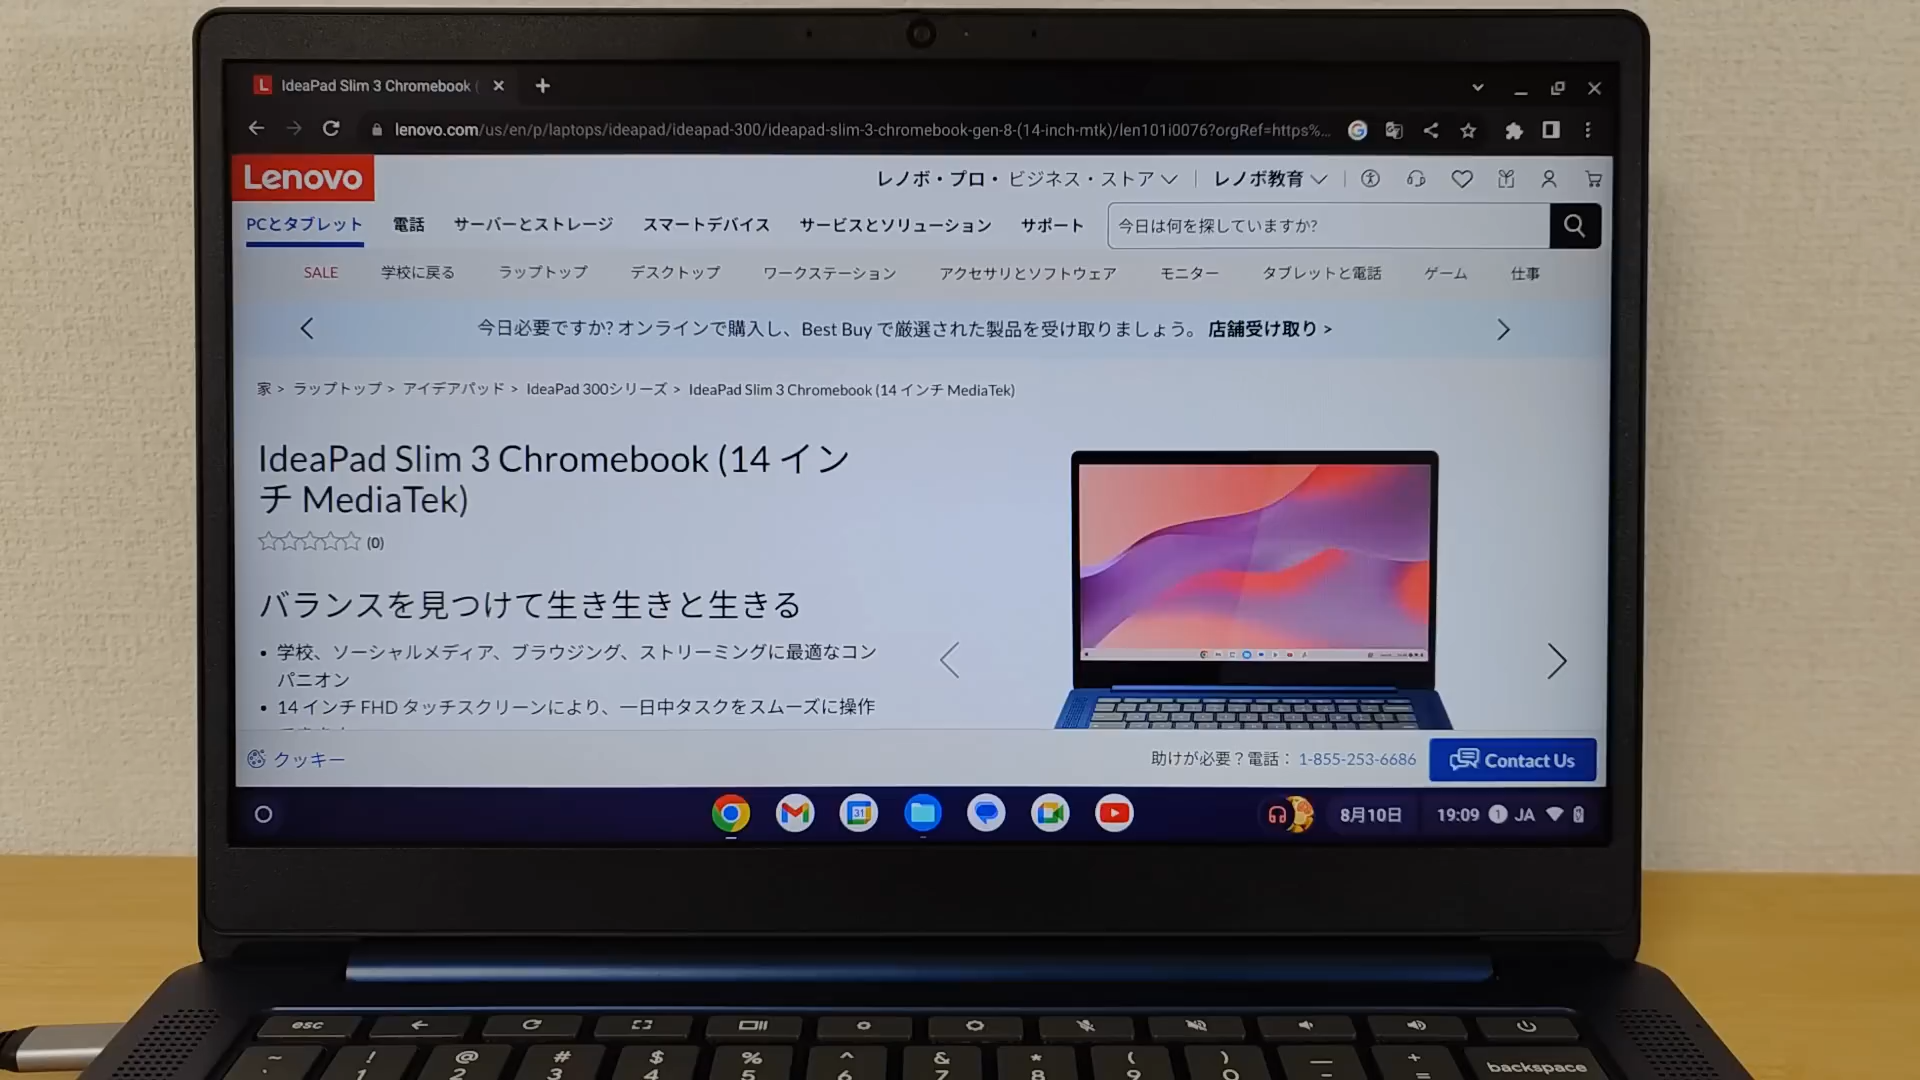 IdeaPad Slim 3 Chromebook (
lenovo.com/us/en/p/laptops/ideapad/ideapad-300/ideapad-slim-3-chromebook-gen-8-(14-inch-mtk)/len101i0076?orgRef=https%...
Lenovo
レノボ・プロ・ビジネス・ストア
レノボ教育
PCとタブレット 電話 サーバーとストレージ スマートデバイス サービスとソリューション サポート
今日は何を探していますか?
SALE 学校に戻る ラップトップ デスクトップ ワークステーション アクセサリとソフトウェア モニター タブレットと電話 ゲーム 仕事
今日必要ですか? オンラインで購入し、Best Buy で厳選された製品を受け取りましょう。 店舗受け取り >
家 > ラップトップ > アイデアパッド > IdeaPad 300シリーズ > IdeaPad Slim 3 Chromebook (14 インチ MediaTek)
IdeaPad Slim 3 Chromebook (14 イン
チ MediaTek)
(0)
バランスを見つけて生き生きと生きる
• 学校、ソーシャルメディア、ブラウジング、ストリーミングに最適なコン
パニオン
• 14 インチ FHD タッチスクリーンにより、一日中タスクをスムーズに操作
クッキー
助けが必要？電話： 1-855-253-6686
Contact Us
31
8月10日
19:09 1 JA
esc
~ ! @ # $ % ^ & * ( ) — +
1 2 3 4 5 6 7 8 9 0 - =
backspace